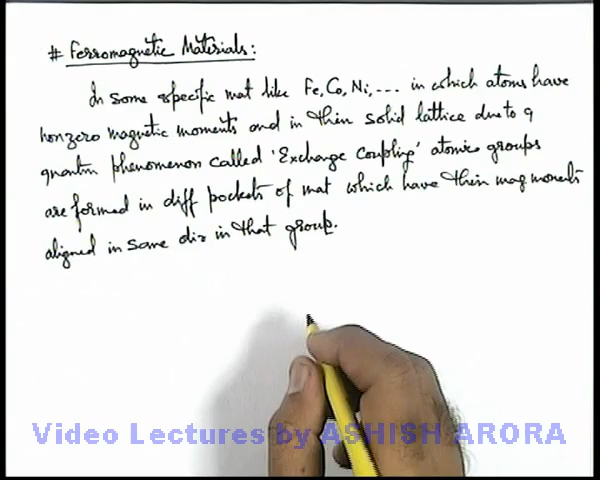 # Ferromagnetic Materials:
In some specific mat like Fe, Co, Ni, ... in which atoms have
nonzero magnetic moments and in their solid lattice due to a
quantm phenomenon called 'Exchange Coupling' atomic groups
are formed in diff pockets of mat which have their mag moments
aligned in same dir in that group.
Video Lectures by ASHISH ARORA